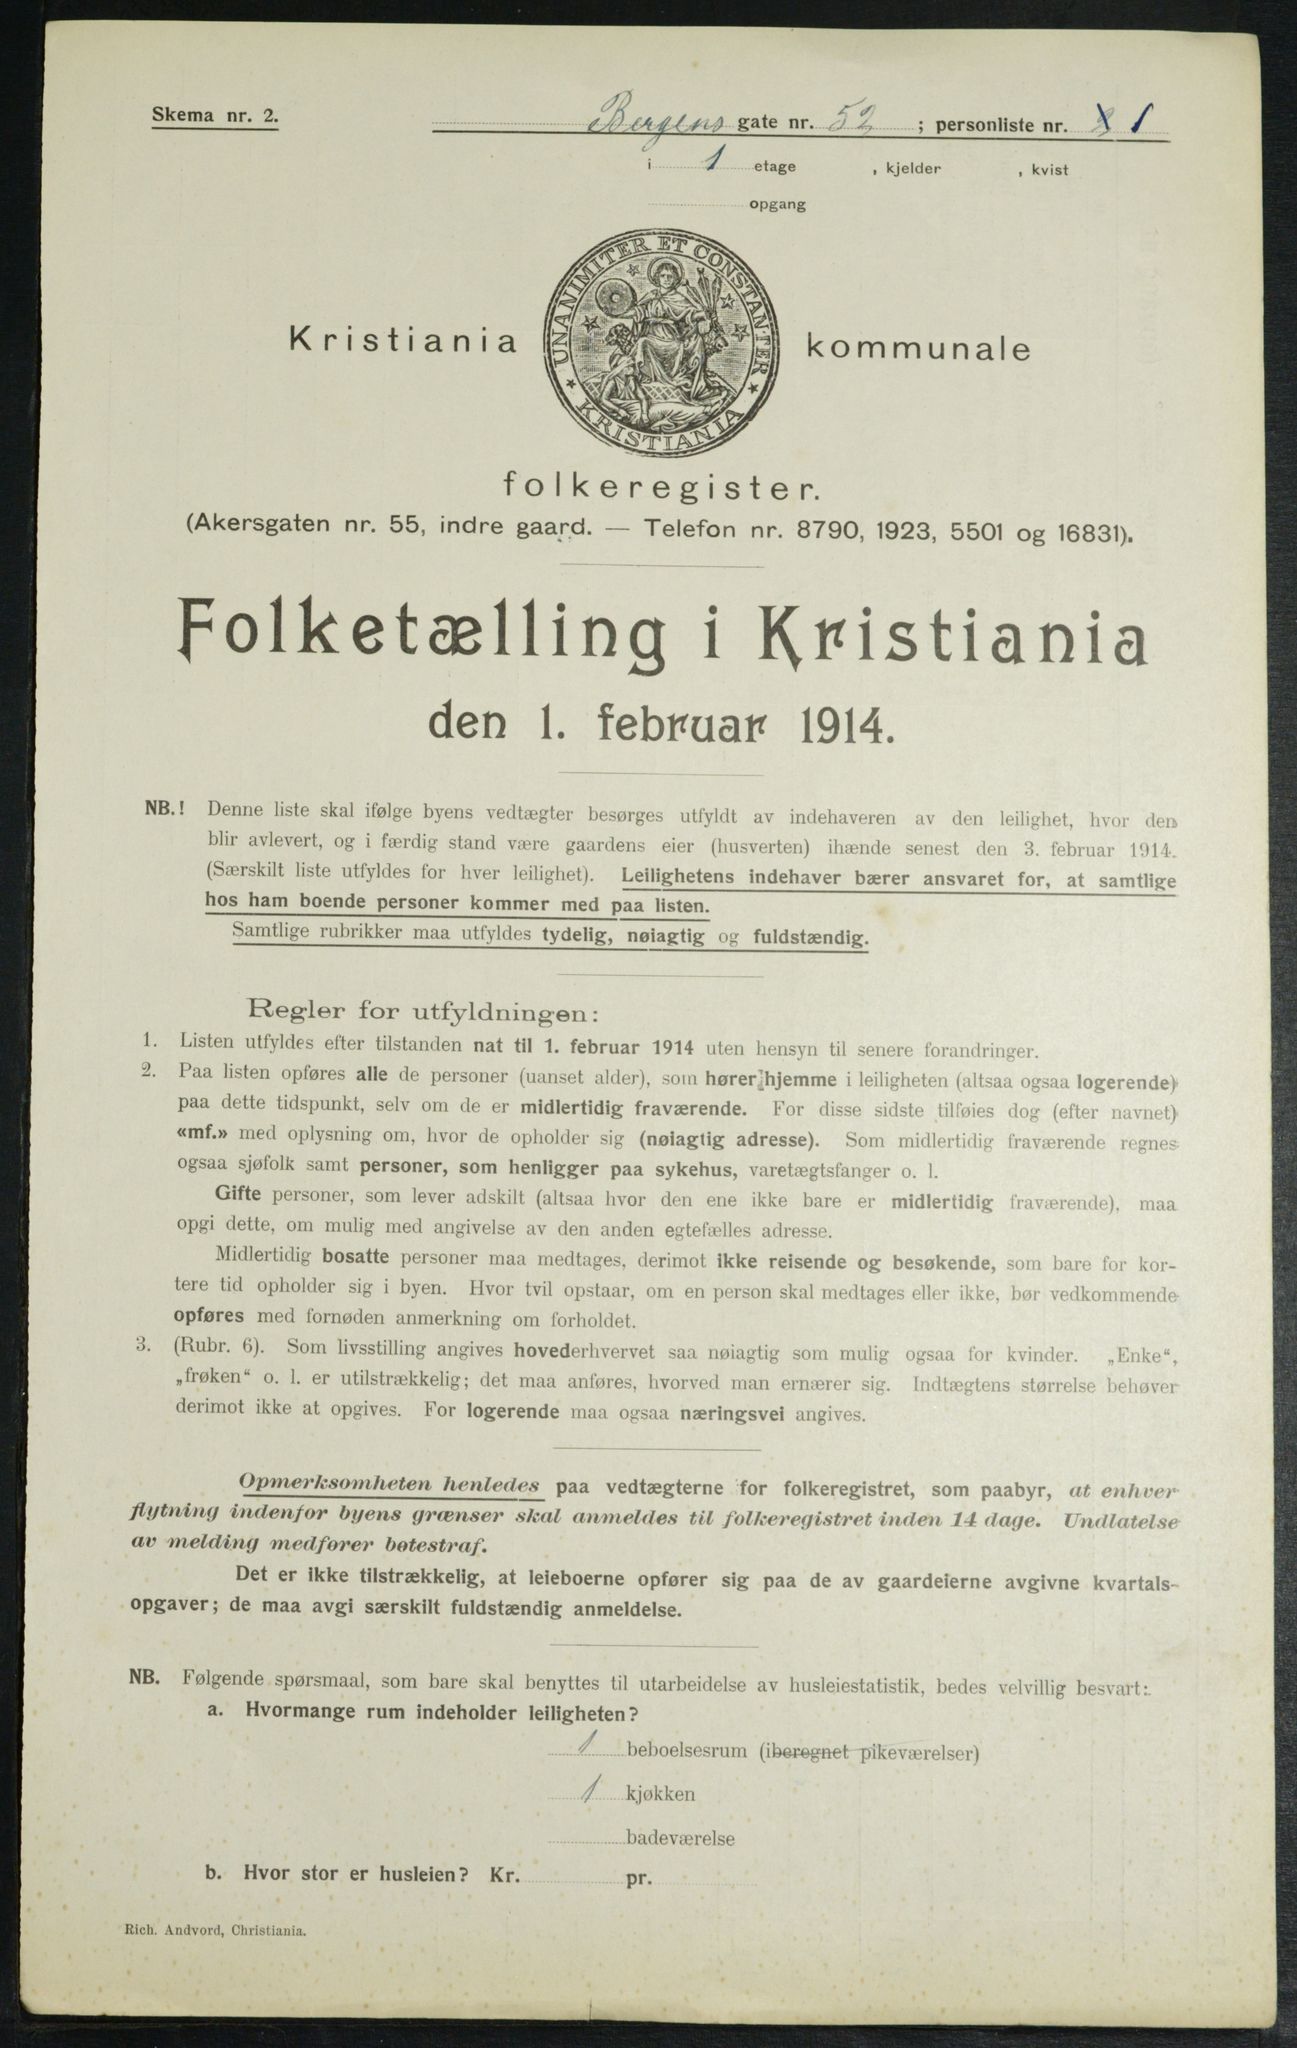 Skema nr. 2.
Bergens gate nr. 52 ; personliste nr. 1
i 1 etage , kjelder , kvist
opgang
UNANIMITER ET CONSTANTER
KRISTIANIA
Kristiania kommunale
folkeregister.
(Akersgaten nr. 55, indre gaard. — Telefon nr. 8790, 1923, 5501 og 16831).
Folketælling i Kristiania
den 1. februar 1914.
NB.! Denne liste skal ifølge byens vedtægter besørges utfyldt av indehaveren av den leilighet, hvor den
blir avlevert, og i færdig stand være gaardens eier (husverten) ihænde senest den 3. februar 1914.
(Særskilt liste utfyldes for hver leilighet). Leilighetens indehaver bærer ansvaret for, at samtlige
hos ham boende personer kommer med paa listen.
Samtlige rubrikker maa utfyldes tydelig, nøiagtig og fuldstændig.
Regler for utfyldningen:
1. Listen utfyldes efter tilstanden nat til 1. februar 1914 uten hensyn til senere forandringer.
2. Paa listen opføres alle de personer (uanset alder), som hører hjemme i leiligheten (altsaa ogsaa logerende)
paa dette tidspunkt, selv om de er midlertidig fraværende. For disse sidste tilføies dog (efter navnet)
«mf.» med oplysning om, hvor de opholder sig (nøiagtig adresse). Som midlertidig fraværende regnes
ogsaa sjøfolk samt personer, som henligger paa sykehus, varetægtsfanger o. l.
Gifte personer, som lever adskilt (altsaa hvor den ene ikke bare er midlertidig fraværende), maa
opgi dette, om mulig med angivelse av den anden egtefælles adresse.
Midlertidig bosatte personer maa medtages, derimot ikke reisende og besøkende, som bare for kor-
tere tid opholder sig i byen. Hvor tvil opstaar, om en person skal medtages eller ikke, bør vedkommende
opføres med fornøden anmerkning om forholdet.
3. (Rubr. 6). Som livsstilling angives hovederhvervet saa nøiagtig som mulig ogsaa for kvinder. „Enke“,
„frøken“ o. l. er utilstrækkelig; det maa anføres, hvorved man ernærer sig. Indtægtens størrelse behøver
derimot ikke at opgives. For logerende maa ogsaa næringsvei angives.
Opmerksomheten henledes paa vedtægterne for folkeregistret, som paabyr, at enhver
flytning indenfor byens grænser skal anmeldes til folkeregistret inden 14 dage. Undlatelse
av melding medfører bøtestraf.
Det er ikke tilstrækkelig, at leieboerne opfører sig paa de av gaardeierne avgivne kvartals-
opgaver; de maa avgi særskilt fuldstændig anmeldelse.
NB. Følgende spørsmaal, som bare skal benyttes til utarbeidelse av husleiestatistik, bedes velvillig besvart:
a. Hvormange rum indeholder leiligheten?
1 beboelsesrum (iberegnet pikeværelser)
1 kjøkken
badeværelse
b. Hvor stor er husleien? Kr. pr.
Rich. Andvord, Christiania.